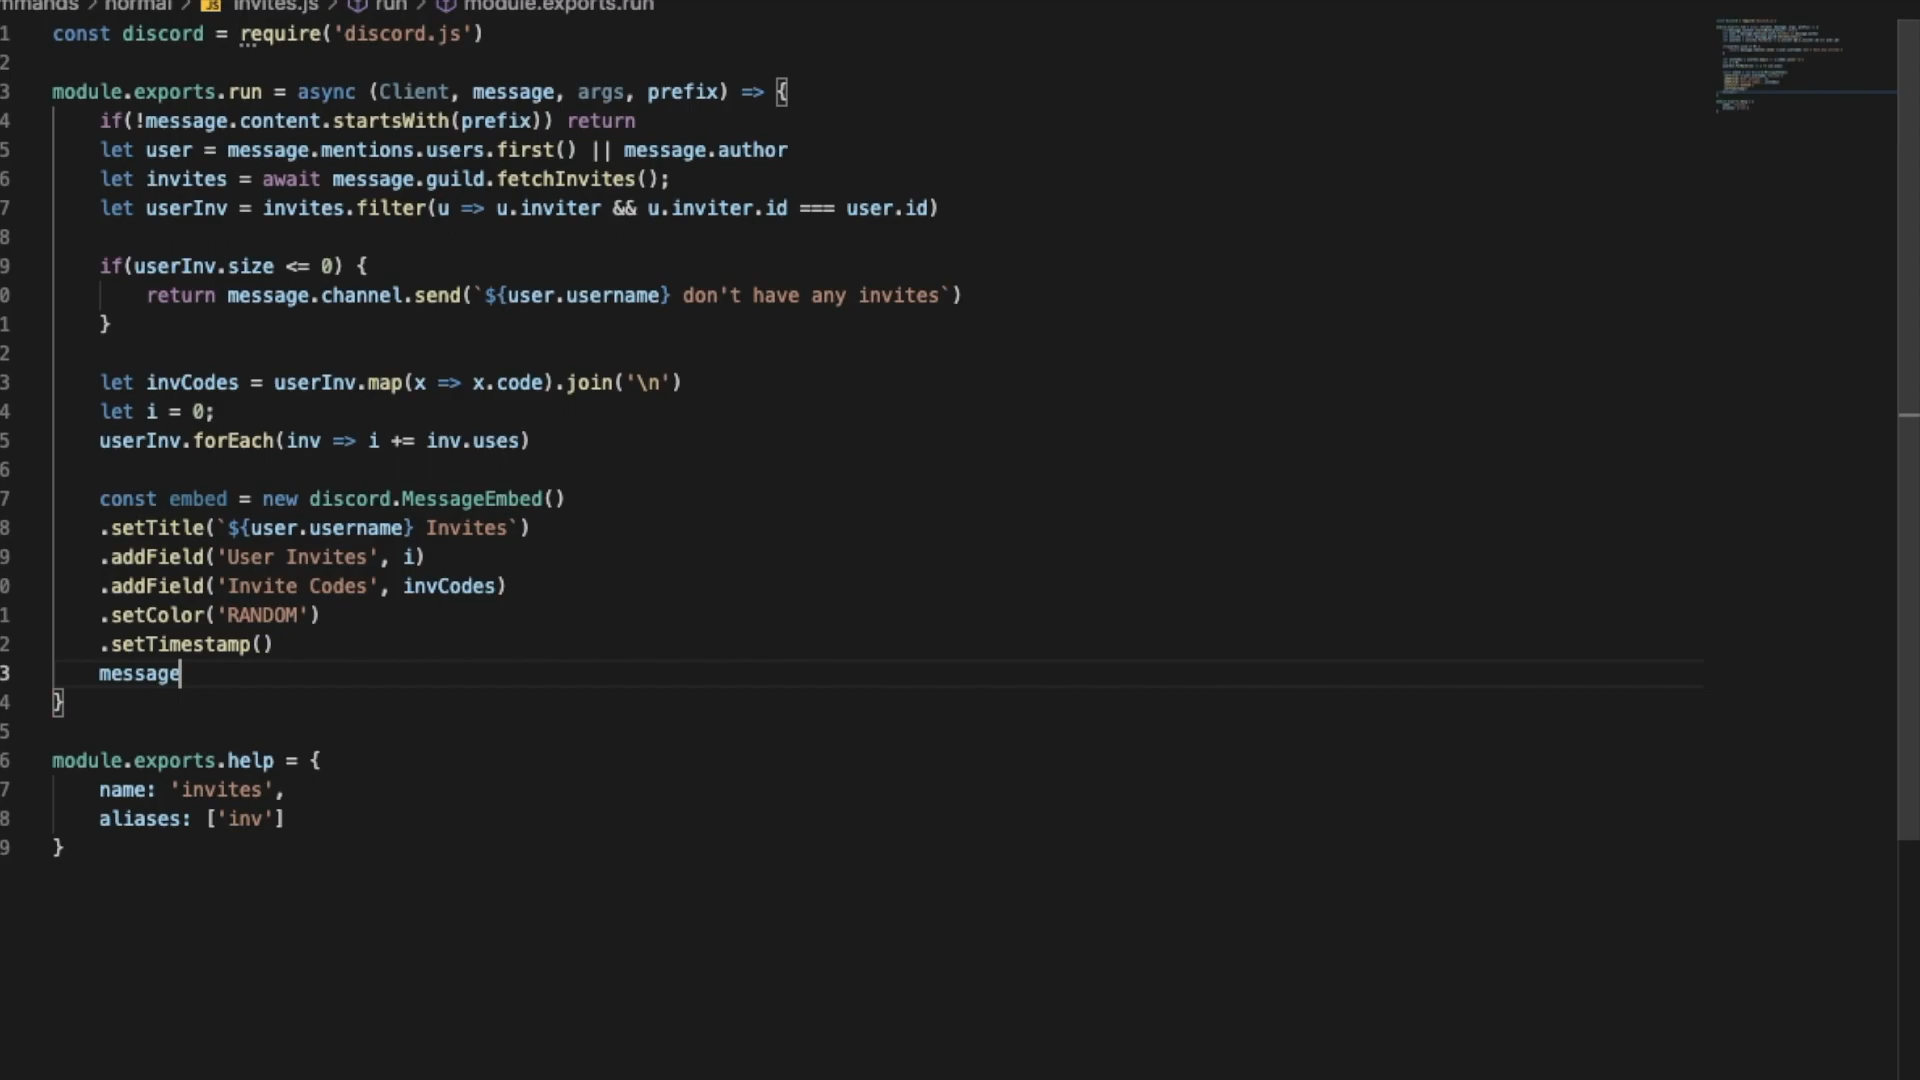 mmands > normal > JS invites.js > run > module.exports.run
1 const discord = require('discord.js')
2
3 module.exports.run = async (Client, message, args, prefix) => {
4 if(!message.content.startsWith(prefix)) return
5 let user = message.mentions.users.first() || message.author
6 let invites = await message.guild.fetchInvites();
7 let userInv = invites.filter(u => u.inviter && u.inviter.id === user.id)
8
9 if(userInv.size <= 0) {
0 return message.channel.send(`${user.username} don't have any invites`)
1 }
2
3 let invCodes = userInv.map(x => x.code).join('\n')
4 let i = 0;
5 userInv.forEach(inv => i += inv.uses)
6
7 const embed = new discord.MessageEmbed()
8 .setTitle(`${user.username} Invites`)
9 .addField('User Invites', i)
0 .addField('Invite Codes', invCodes)
1 .setColor('RANDOM')
2 .setTimestamp()
3 message
4 }
5
6 module.exports.help = {
7 name: 'invites',
8 aliases: ['inv']
9 }